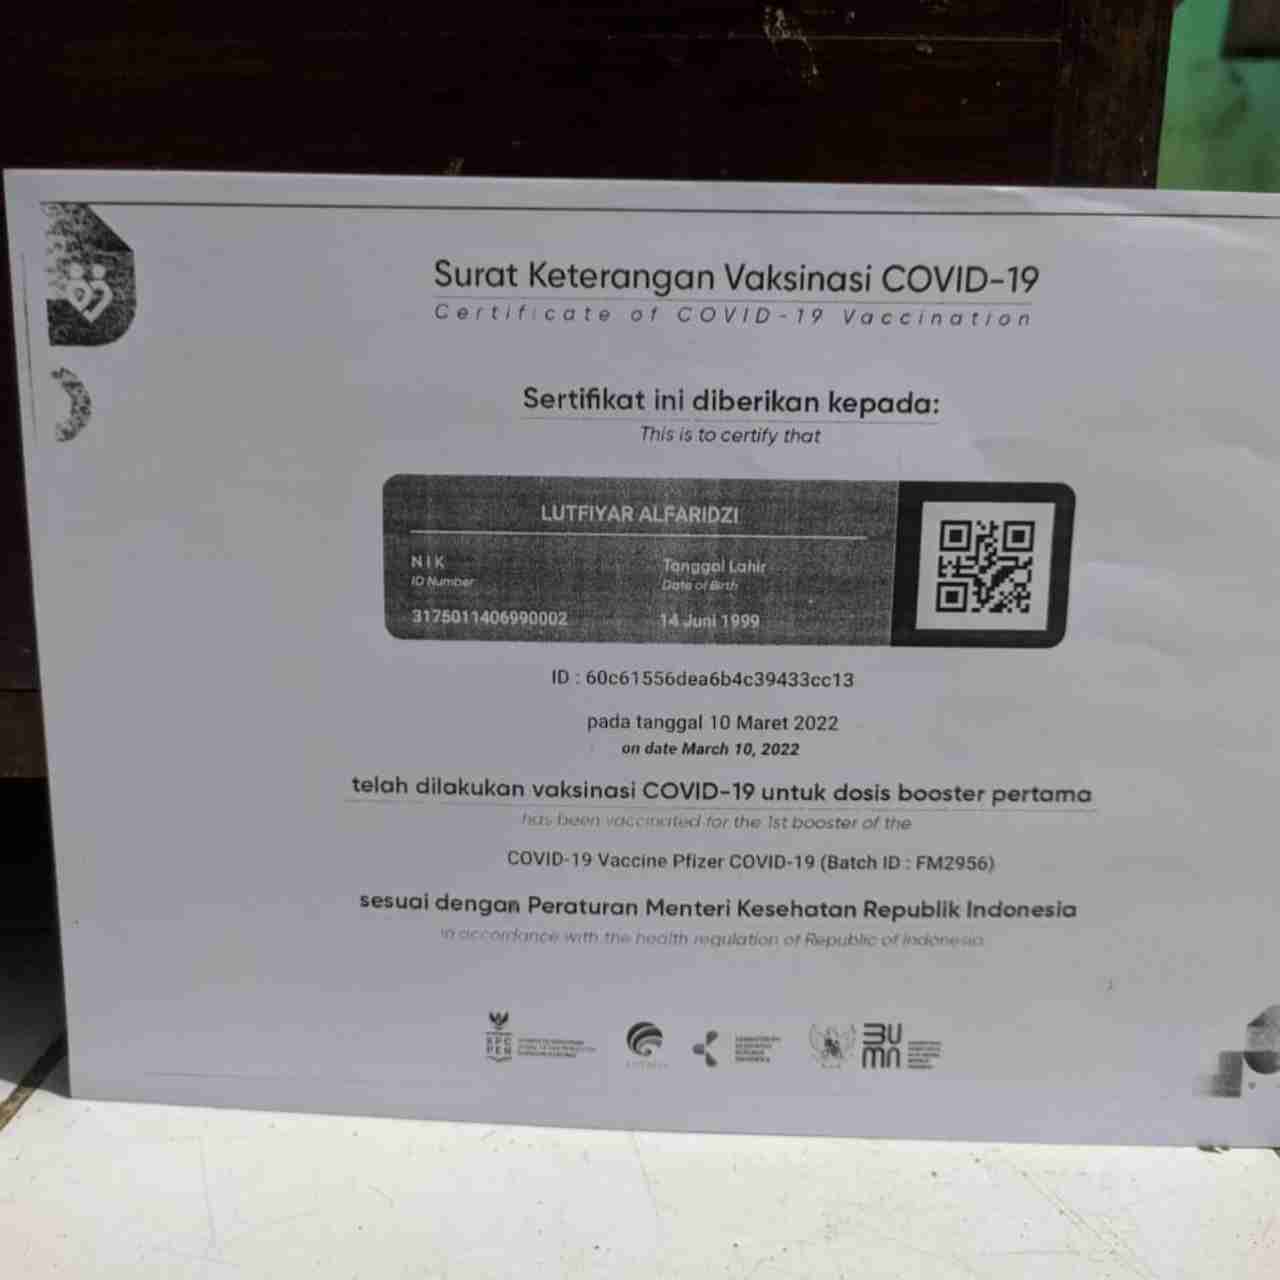 Surat Keterangan Vaksinasi COVID-19
Certificate of COVID-19 Vaccination
Sertifikat ini diberikan kepada:
This is to certify that
LUTFIYAR ALFARIDZI
NIK
ID Number
3175011406990002
Tanggal Lahir
Date of Birth
14 Juni 1999
ID : 60c61556dea6b4c39433cc13
pada tanggal 10 Maret 2022
on date March 10, 2022
telah dilakukan vaksinasi COVID-19 untuk dosis booster pertama
has been vaccinated for the 1st booster of the
COVID-19 Vaccine Pfizer COVID-19 (Batch ID : FM2956)
sesuai dengan Peraturan Menteri Kesehatan Republik Indonesia
in accordance with the health regulation of Republic of Indonesia
KPC
PEN
BUMN